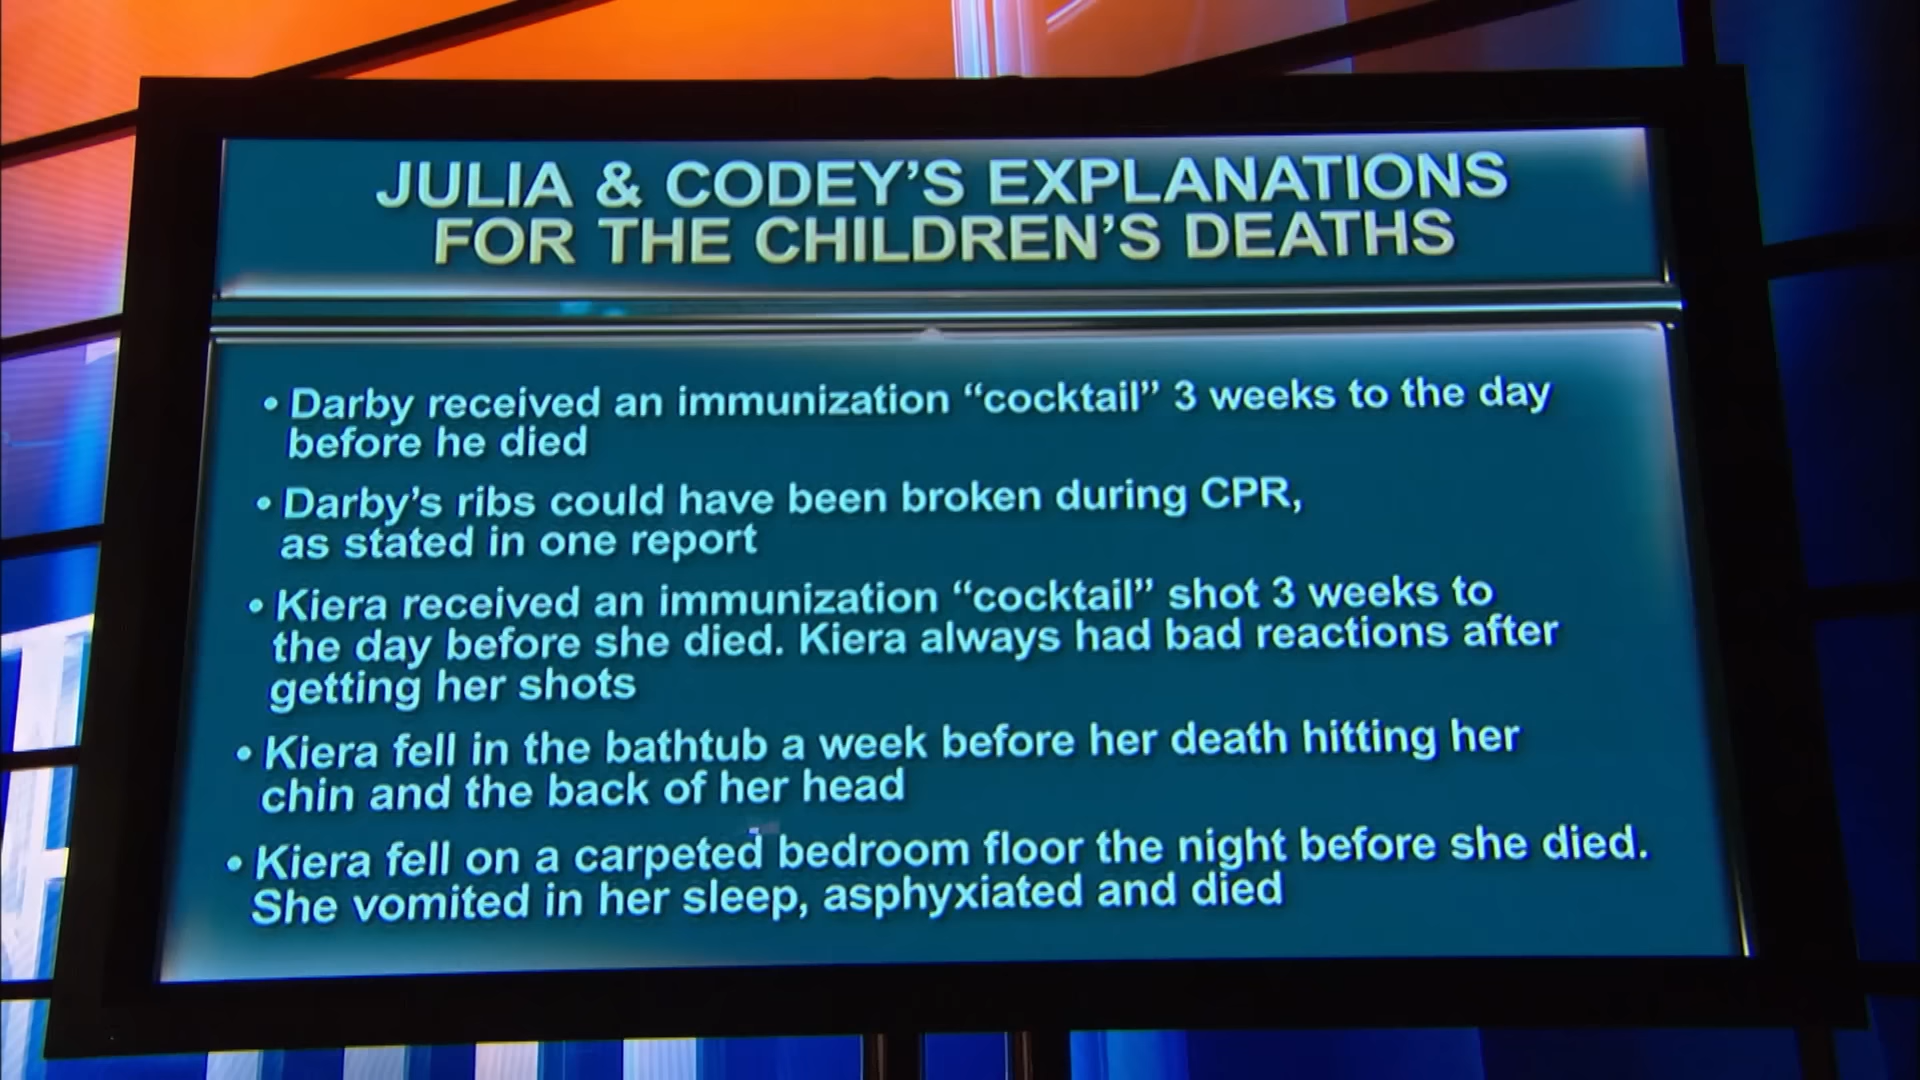 JULIA & CODEY’S EXPLANATIONS
FOR THE CHILDREN’S DEATHS
• Darby received an immunization “cocktail” 3 weeks to the day
before he died
• Darby’s ribs could have been broken during CPR,
as stated in one report
• Kiera received an immunization “cocktail” shot 3 weeks to
the day before she died. Kiera always had bad reactions after
getting her shots
• Kiera fell in the bathtub a week before her death hitting her
chin and the back of her head
• Kiera fell on a carpeted bedroom floor the night before she died.
She vomited in her sleep, asphyxiated and died